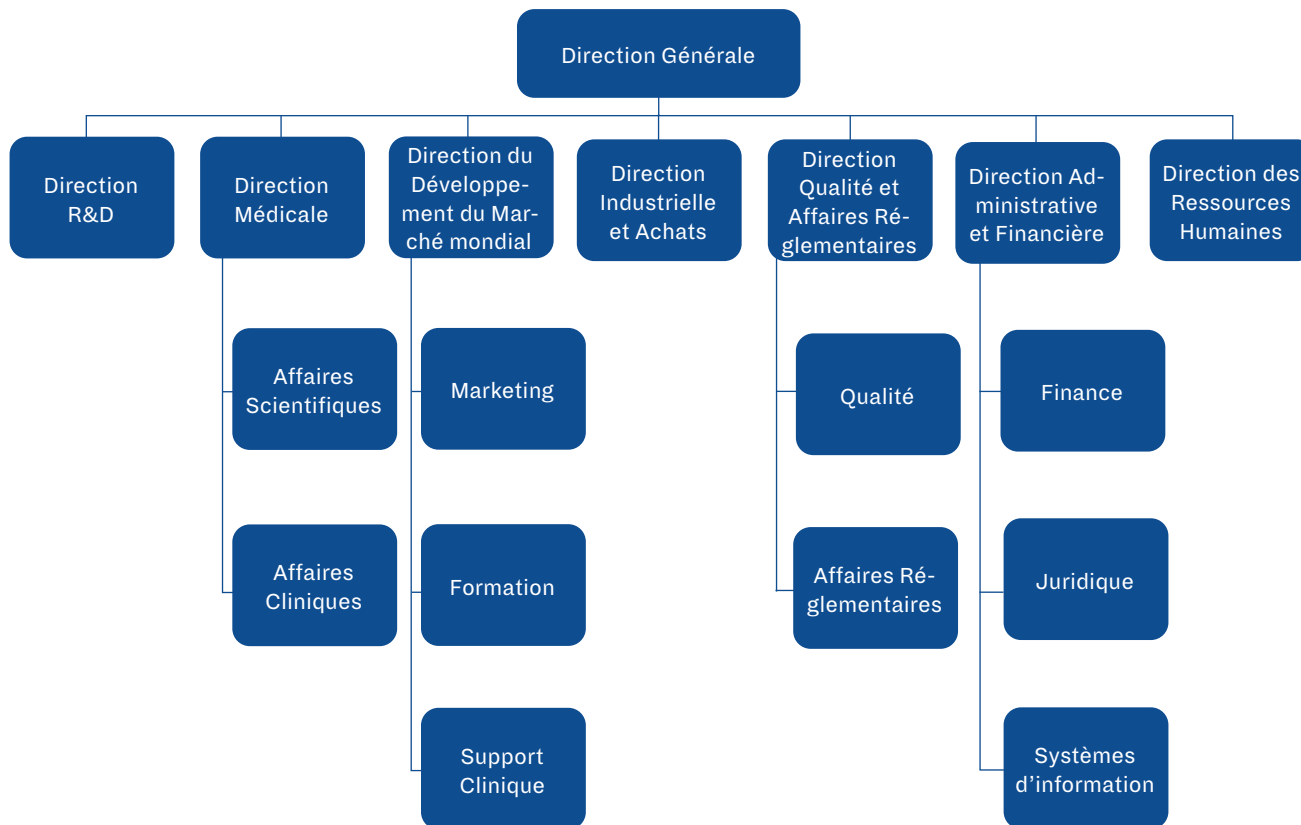 Direction Générale
Direction
R&D
Direction
Médicale
Direction du
Développe-
ment du Mar-
ché mondial
Direction
Industrielle
et Achats
Direction
Qualité et
Affaires Ré-
glementaires
Direction Ad-
ministrative
et Financière
Direction des
Ressources
Humaines
Affaires
Scientifiques
Marketing
Qualité
Finance
Affaires
Cliniques
Formation
Affaires Ré-
glementaires
Juridique
Support
Clinique
Systèmes
d’information